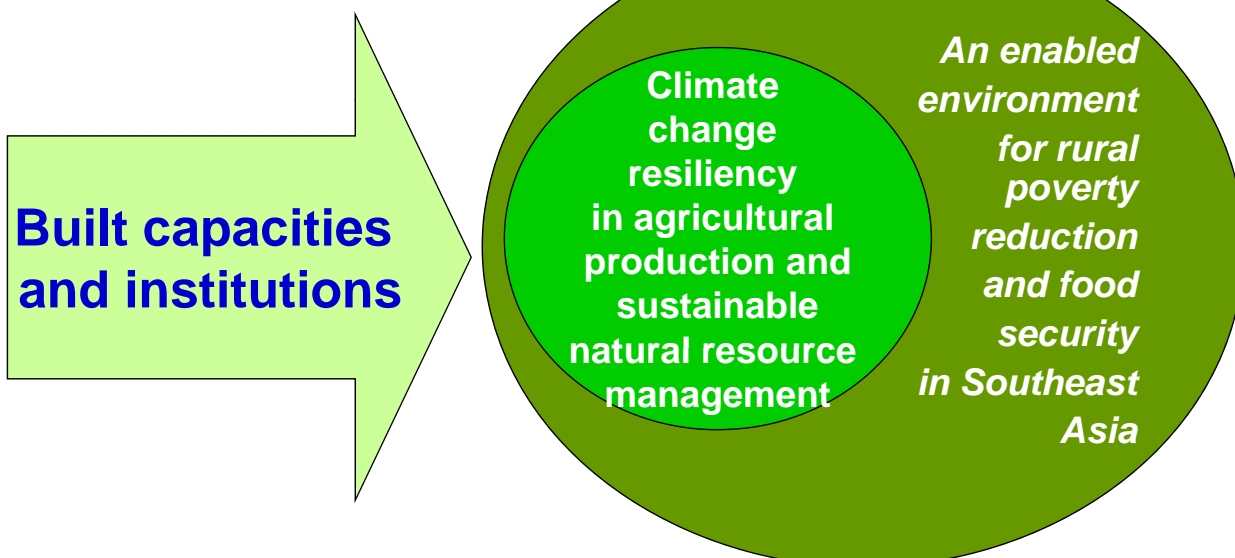 Built capacities
and institutions
Climate
change
resiliency
in agricultural
production and
sustainable
natural resource
management
An enabled
environment
for rural
poverty
reduction
and food
security
in Southeast
Asia